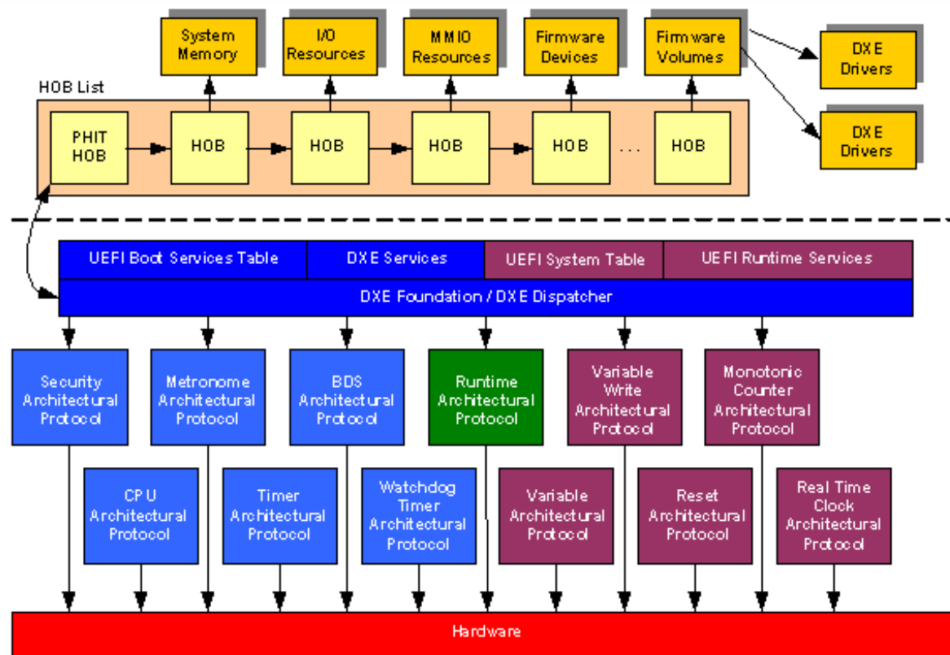 System
Memory
I/O
Resources
MMIO
Resources
Firmware
Devices
Firmware
Volumes
DXE
Drivers
DXE
Drivers
HOB List
PHIT
HOB
HOB
HOB
HOB
HOB
...
HOB
UEFI Boot Services Table
DXE Services
UEFI System Table
UEFI Runtime Services
DXE Foundation / DXE Dispatcher
Security
Architectural
Protocol
Metronome
Architectural
Protocol
BDS
Architectural
Protocol
Runtime
Architectural
Protocol
Variable
Write
Architectural
Protocol
Monotonic
Counter
Architectural
Protocol
CPU
Architectural
Protocol
Timer
Architectural
Protocol
Watchdog
Timer
Architectural
Protocol
Variable
Architectural
Protocol
Reset
Architectural
Protocol
Real Time
Clock
Architectural
Protocol
Hardware